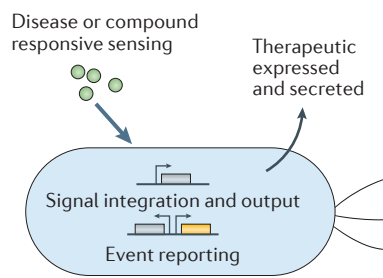 Disease or compound
responsive sensing
Therapeutic
expressed
and secreted
Signal integration and output
Event reporting